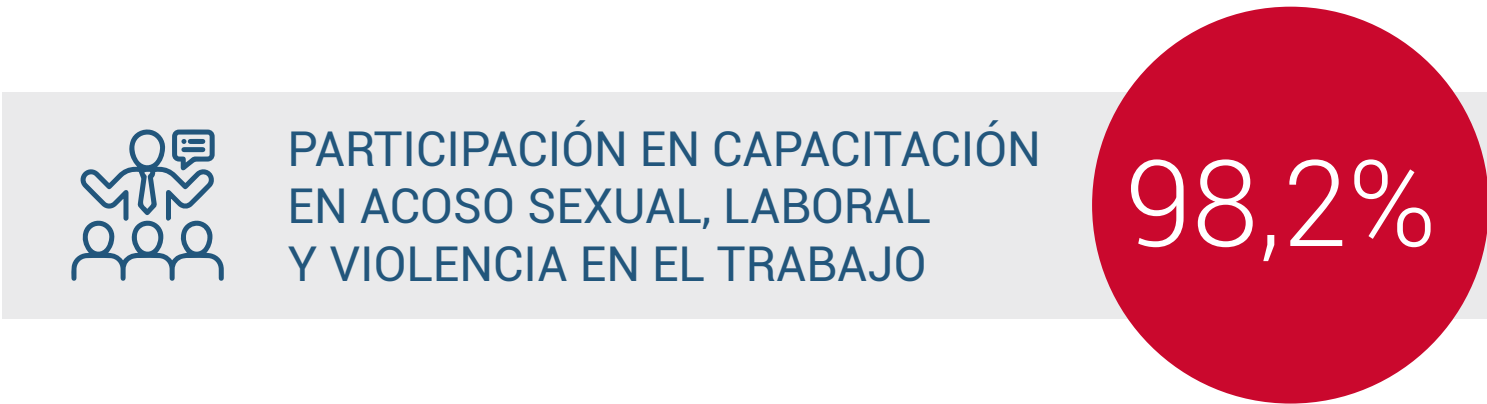 PARTICIPACIÓN EN CAPACITACIÓN
EN ACOSO SEXUAL, LABORAL
Y VIOLENCIA EN EL TRABAJO
98,2%